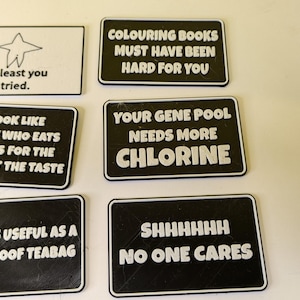 least you
tried.
COLOURING BOOKS
MUST HAVE BEEN
HARD FOR YOU
OOK LIKE
WHO EATS
S FOR THE
THE TASTE
YOUR GENE POOL
NEEDS MORE
CHLORINE
USEFUL AS A
OOF TEABAG
SHHHHHH
NO ONE CARES